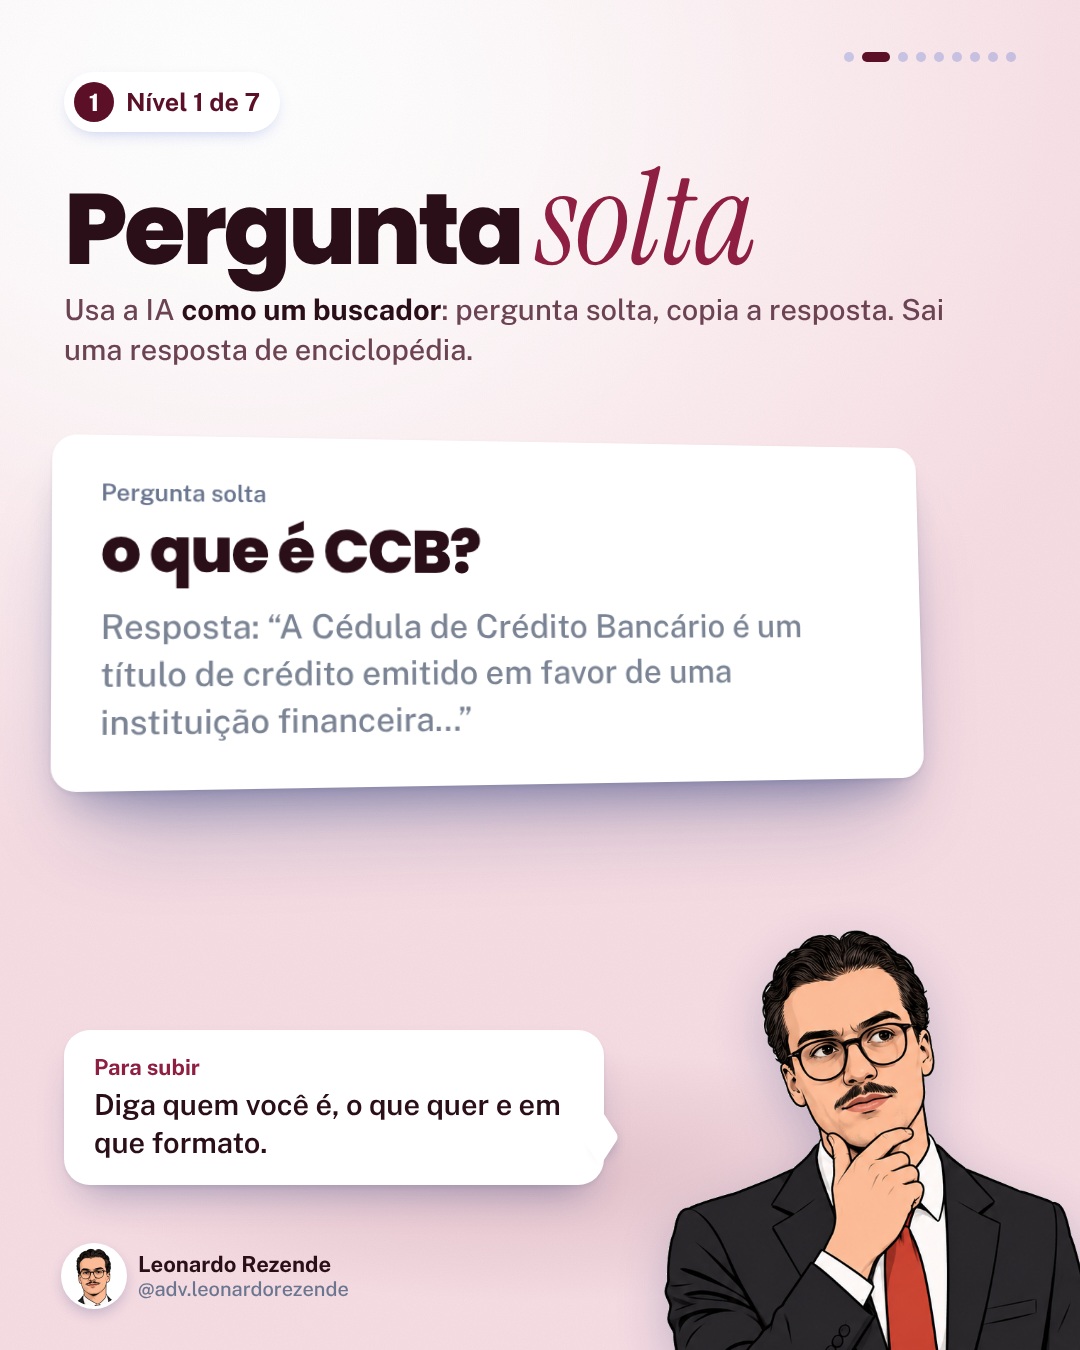 1 Nível 1 de 7
Pergunta solta
Usa a IA como um buscador: pergunta solta, copia a resposta. Sai
uma resposta de enciclopédia.
Pergunta solta
o que é CCB?
Resposta: “A Cédula de Crédito Bancário é um
título de crédito emitido em favor de uma
instituição financeira...”
Para subir
Diga quem você é, o que quer e em
que formato.
Leonardo Rezende
@adv.leonardorezende